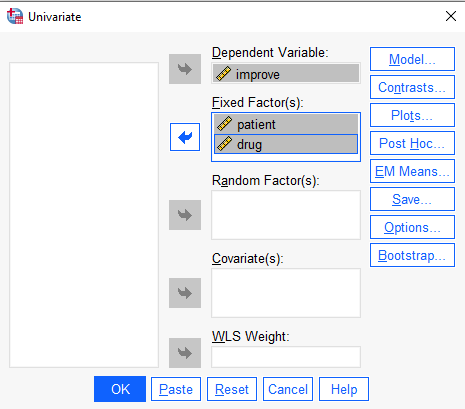 Univariate
Dependent Variable:
improve
Fixed Factor(s):
patient
drug
Random Factor(s):
Covariate(s):
WLS Weight:
Model...
Contrasts...
Plots...
Post Hoc...
EM Means...
Save...
Options...
Bootstrap...
OK Paste Reset Cancel Help